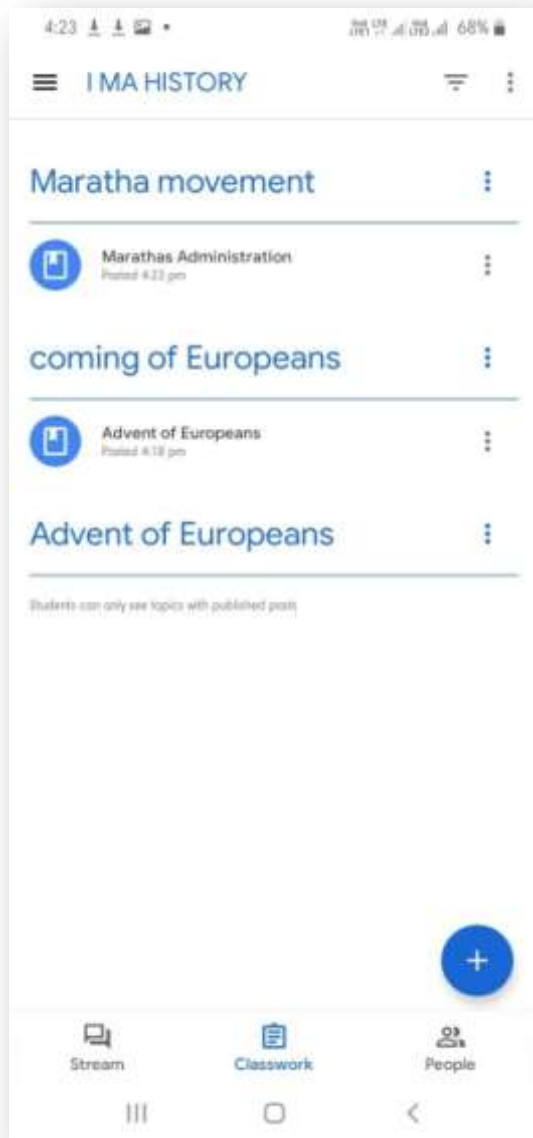 4:23 68%
I MA HISTORY
Maratha movement
Marathas Administration
Posted 4:23 pm
coming of Europeans
Advent of Europeans
Posted 4:18 pm
Advent of Europeans
Students can only see topics with published posts
Stream Classwork People